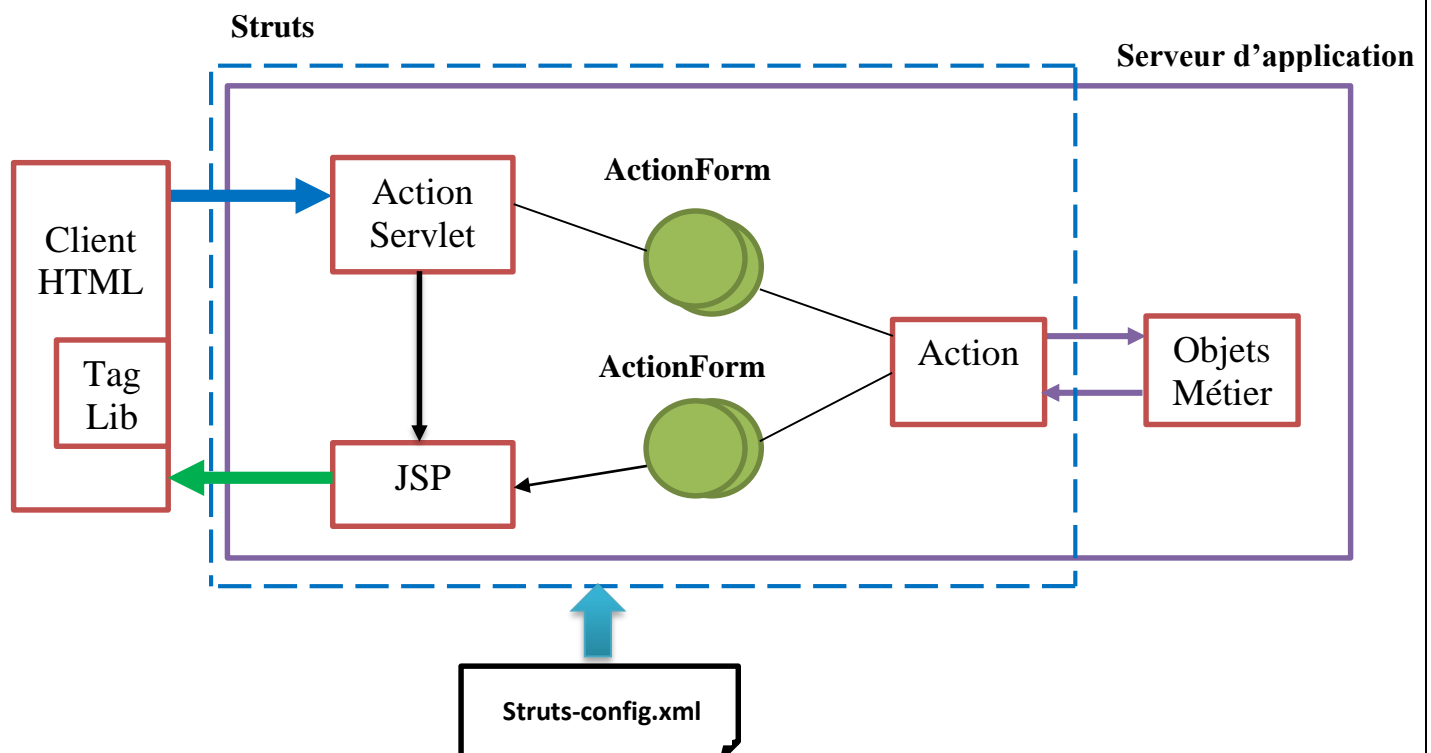 Struts
Serveur d’application
Client
HTML
Tag
Lib
Action
Servlet
ActionForm
ActionForm
JSP
Action
Objets
Métier
Struts-config.xml